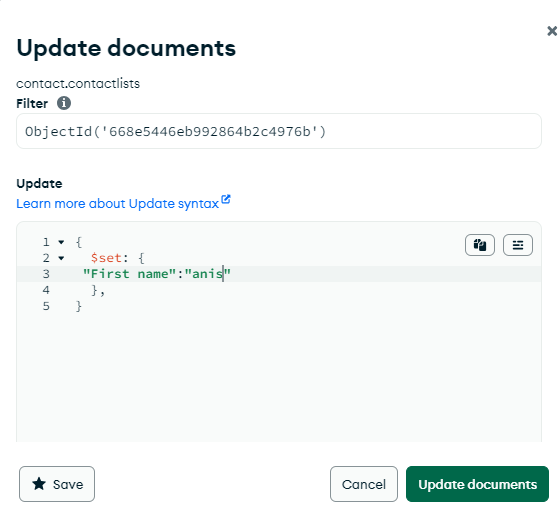 Update documents
contact.contactlists
Filter
ObjectId('668e5446eb992864b2c4976b')
Update
Learn more about Update syntax
1 {
2 $set: {
3 "First name":"anis"
4 },
5 }
Save
Cancel
Update documents